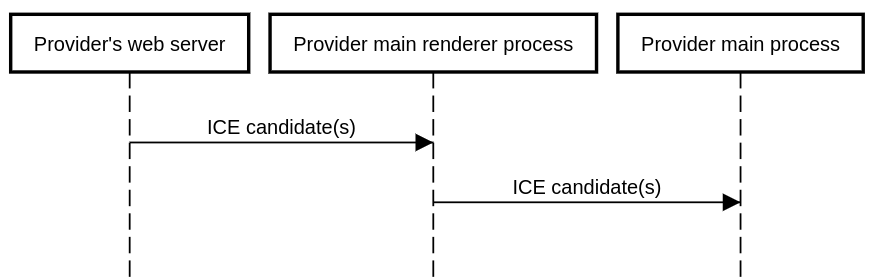 Provider's web server
Provider main renderer process
Provider main process
ICE candidate(s)
ICE candidate(s)